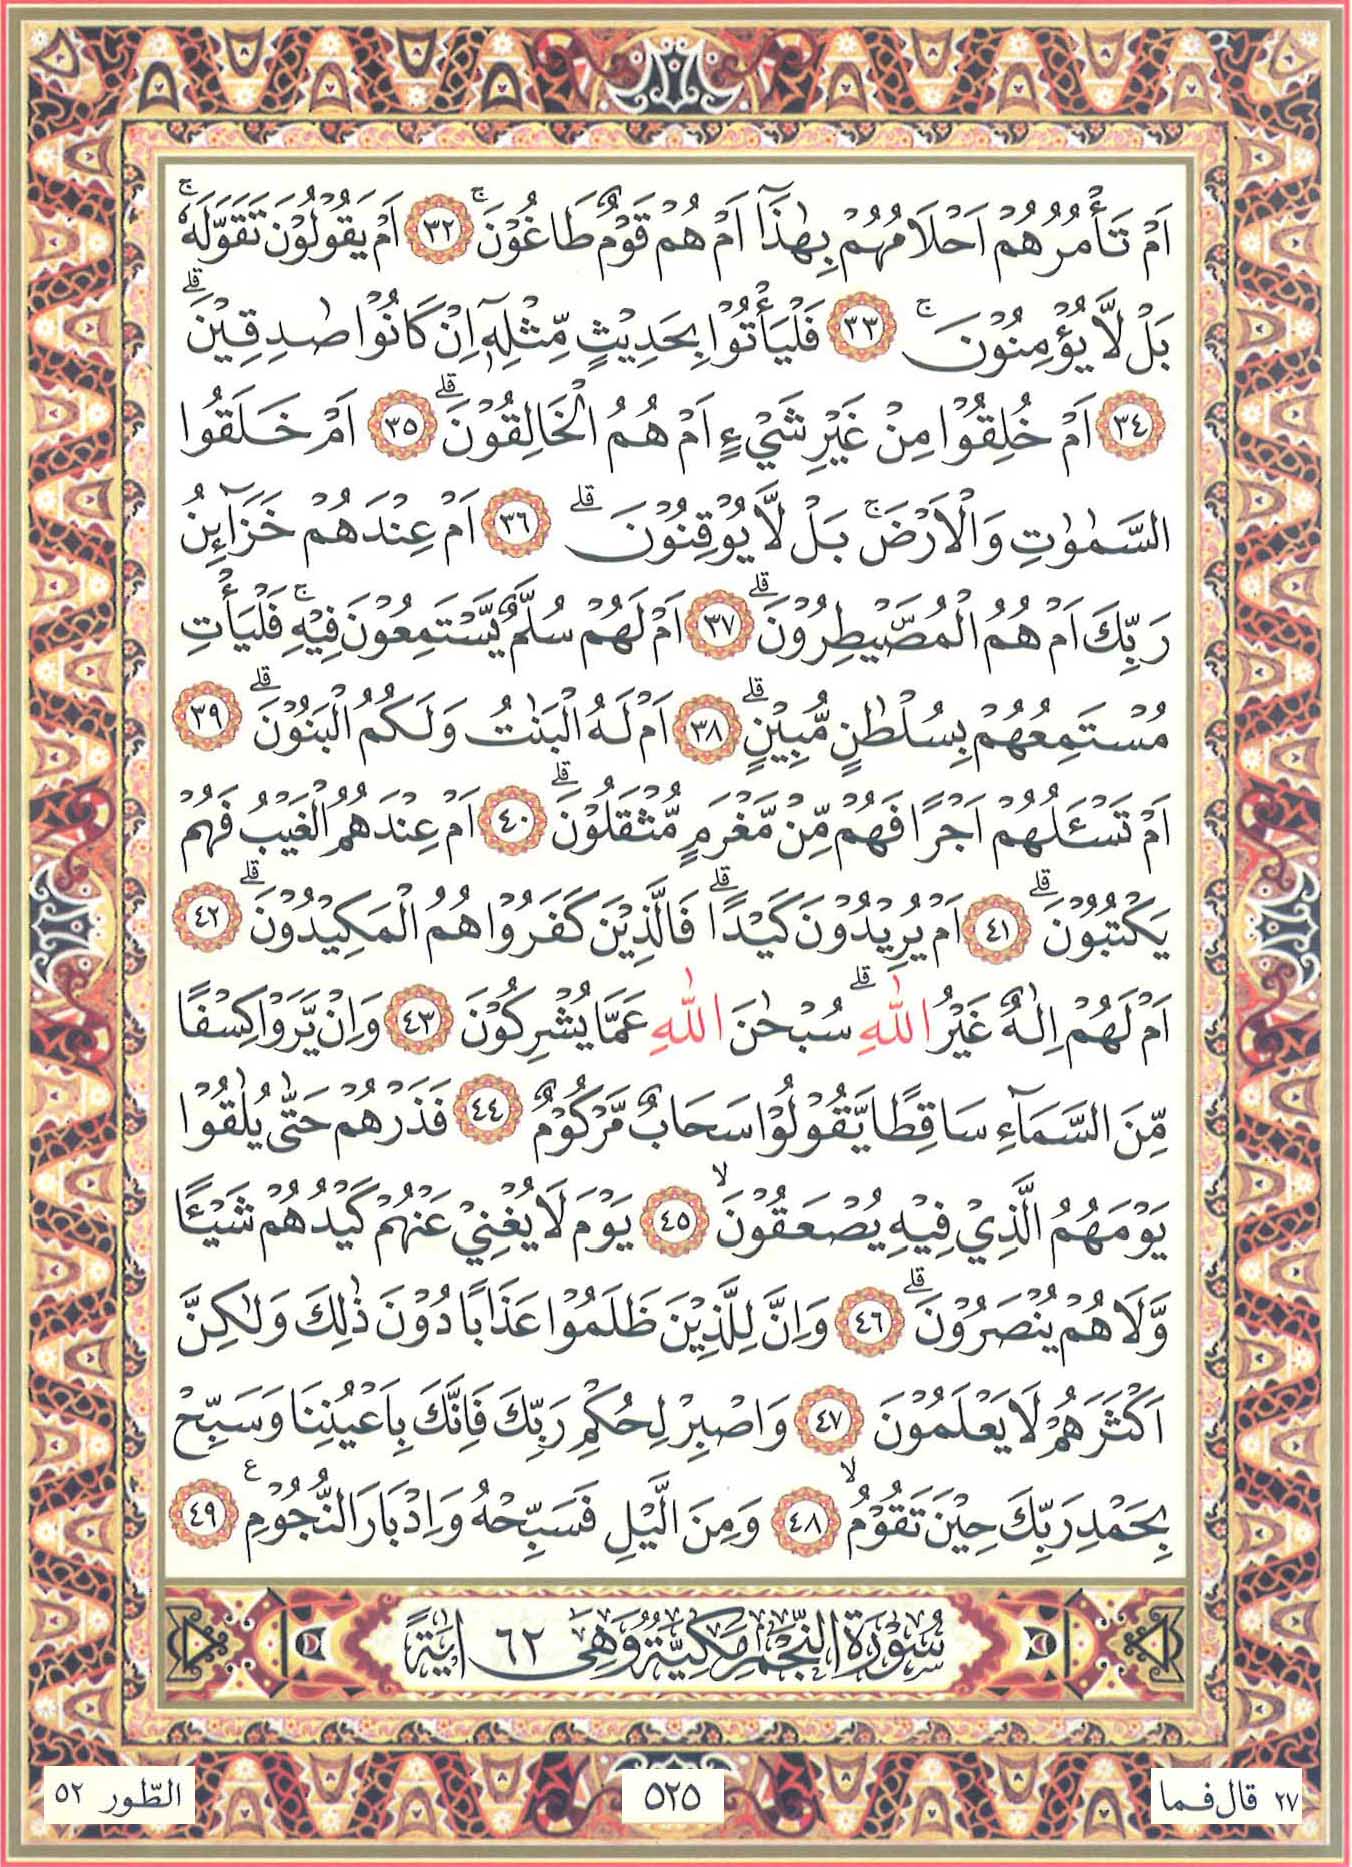 اَمۡ تَاۡمُرُهُمۡ اَحۡلَامُهُم بِهٰذَآ اَمۡ هُمۡ قَوۡمٌ طَاغُوۡنَ ۚ ٣٢ اَمۡ يَقُوۡلُوۡنَ تَقَوَّلَهٗ ۚ
بَلۡ لَّا يُؤۡمِنُوۡنَ ۚ ٣٣ فَلۡيَاۡتُوۡا بِحَدِيۡثٍ مِّثۡلِهٖۤ اِنۡ كَانُوۡا صٰدِقِيۡنَ ؕ
٣٤ اَمۡ خُلِقُوۡا مِنۡ غَيۡرِ شَيۡءٍ اَمۡ هُمُ الۡخَالِقُوۡنَ ؕ ٣٥ اَمۡ خَلَقُوا
السَّمٰوٰتِ وَالۡاَرۡضَ ۚ بَلۡ لَّا يُوۡقِنُوۡنَ ؕ ٣٦ اَمۡ عِنۡدَهُمۡ خَزَآئِنُ
رَبِّكَ اَمۡ هُمُ الۡمُصَۜيۡطِرُوۡنَ ؕ ٣٧ اَمۡ لَهُمۡ سُلَّمٌ يَّسۡتَمِعُوۡنَ فِيۡهِ ۚ فَلۡيَاۡتِ
مُسۡتَمِعُهُمۡ بِسُلۡطٰنٍ مُّبِيۡنٍ ؕ ٣٨ اَمۡ لَهُ الۡبَنٰتُ وَلَكُمُ الۡبَنُوۡنَ ؕ ٣٩
اَمۡ تَسۡـَٔلُهُمۡ اَجۡرًا فَهُمۡ مِّنۡ مَّغۡرَمٍ مُّثۡقَلُوۡنَ ؕ ٤٠ اَمۡ عِنۡدَهُمُ الۡغَيۡبُ فَهُمۡ
يَكۡتُبُوۡنَ ؕ ٤١ اَمۡ يُرِيۡدُوۡنَ كَيۡدًا ؕ فَالَّذِيۡنَ كَفَرُوۡا هُمُ الۡمَكِيۡدُوۡنَ ؕ ٤٢
اَمۡ لَهُمۡ اِلٰهٌ غَيۡرُ اللّٰهِ ؕ سُبۡحٰنَ اللّٰهِ عَمَّا يُشۡرِكُوۡنَ ٤٣ وَاِنۡ يَّرَوۡا كِسۡفًا
مِّنَ السَّمَآءِ سَاقِطًا يَّقُوۡلُوۡا سَحَابٌ مَّرۡكُوۡمٌ ٤٤ فَذَرۡهُمۡ حَتّٰى يُلٰقُوۡا
يَوۡمَهُمُ الَّذِيۡ فِيۡهِ يُصۡعَقُوۡنَ ۙ ٤٥ يَوۡمَ لَا يُغۡنِيۡ عَنۡهُمۡ كَيۡدُهُمۡ شَيۡـًٔا
وَّلَا هُمۡ يُنۡصَرُوۡنَ ؕ ٤٦ وَاِنَّ لِلَّذِيۡنَ ظَلَمُوۡا عَذَابًا دُوۡنَ ذٰلِكَ وَلٰكِنَّ
اَكۡثَرَهُمۡ لَا يَعۡلَمُوۡنَ ٤٧ وَاصۡبِرۡ لِحُكۡمِ رَبِّكَ فَاِنَّكَ بِاَعۡيُنِنَا وَسَبِّحۡ
بِحَمۡدِ رَبِّكَ حِيۡنَ تَقُوۡمُ ۙ ٤٨ وَمِنَ الَّيۡلِ فَسَبِّحۡهُ وَاِدۡبَارَ النُّجُوۡمِ ع ٤٩
سُوۡرَةُ النَّجۡمِ مَكِّيَّةٌ وَهِىَ ٦٢ اٰيَةً
٢٧ قال فما
٥٢٥
الطّور ٥٢